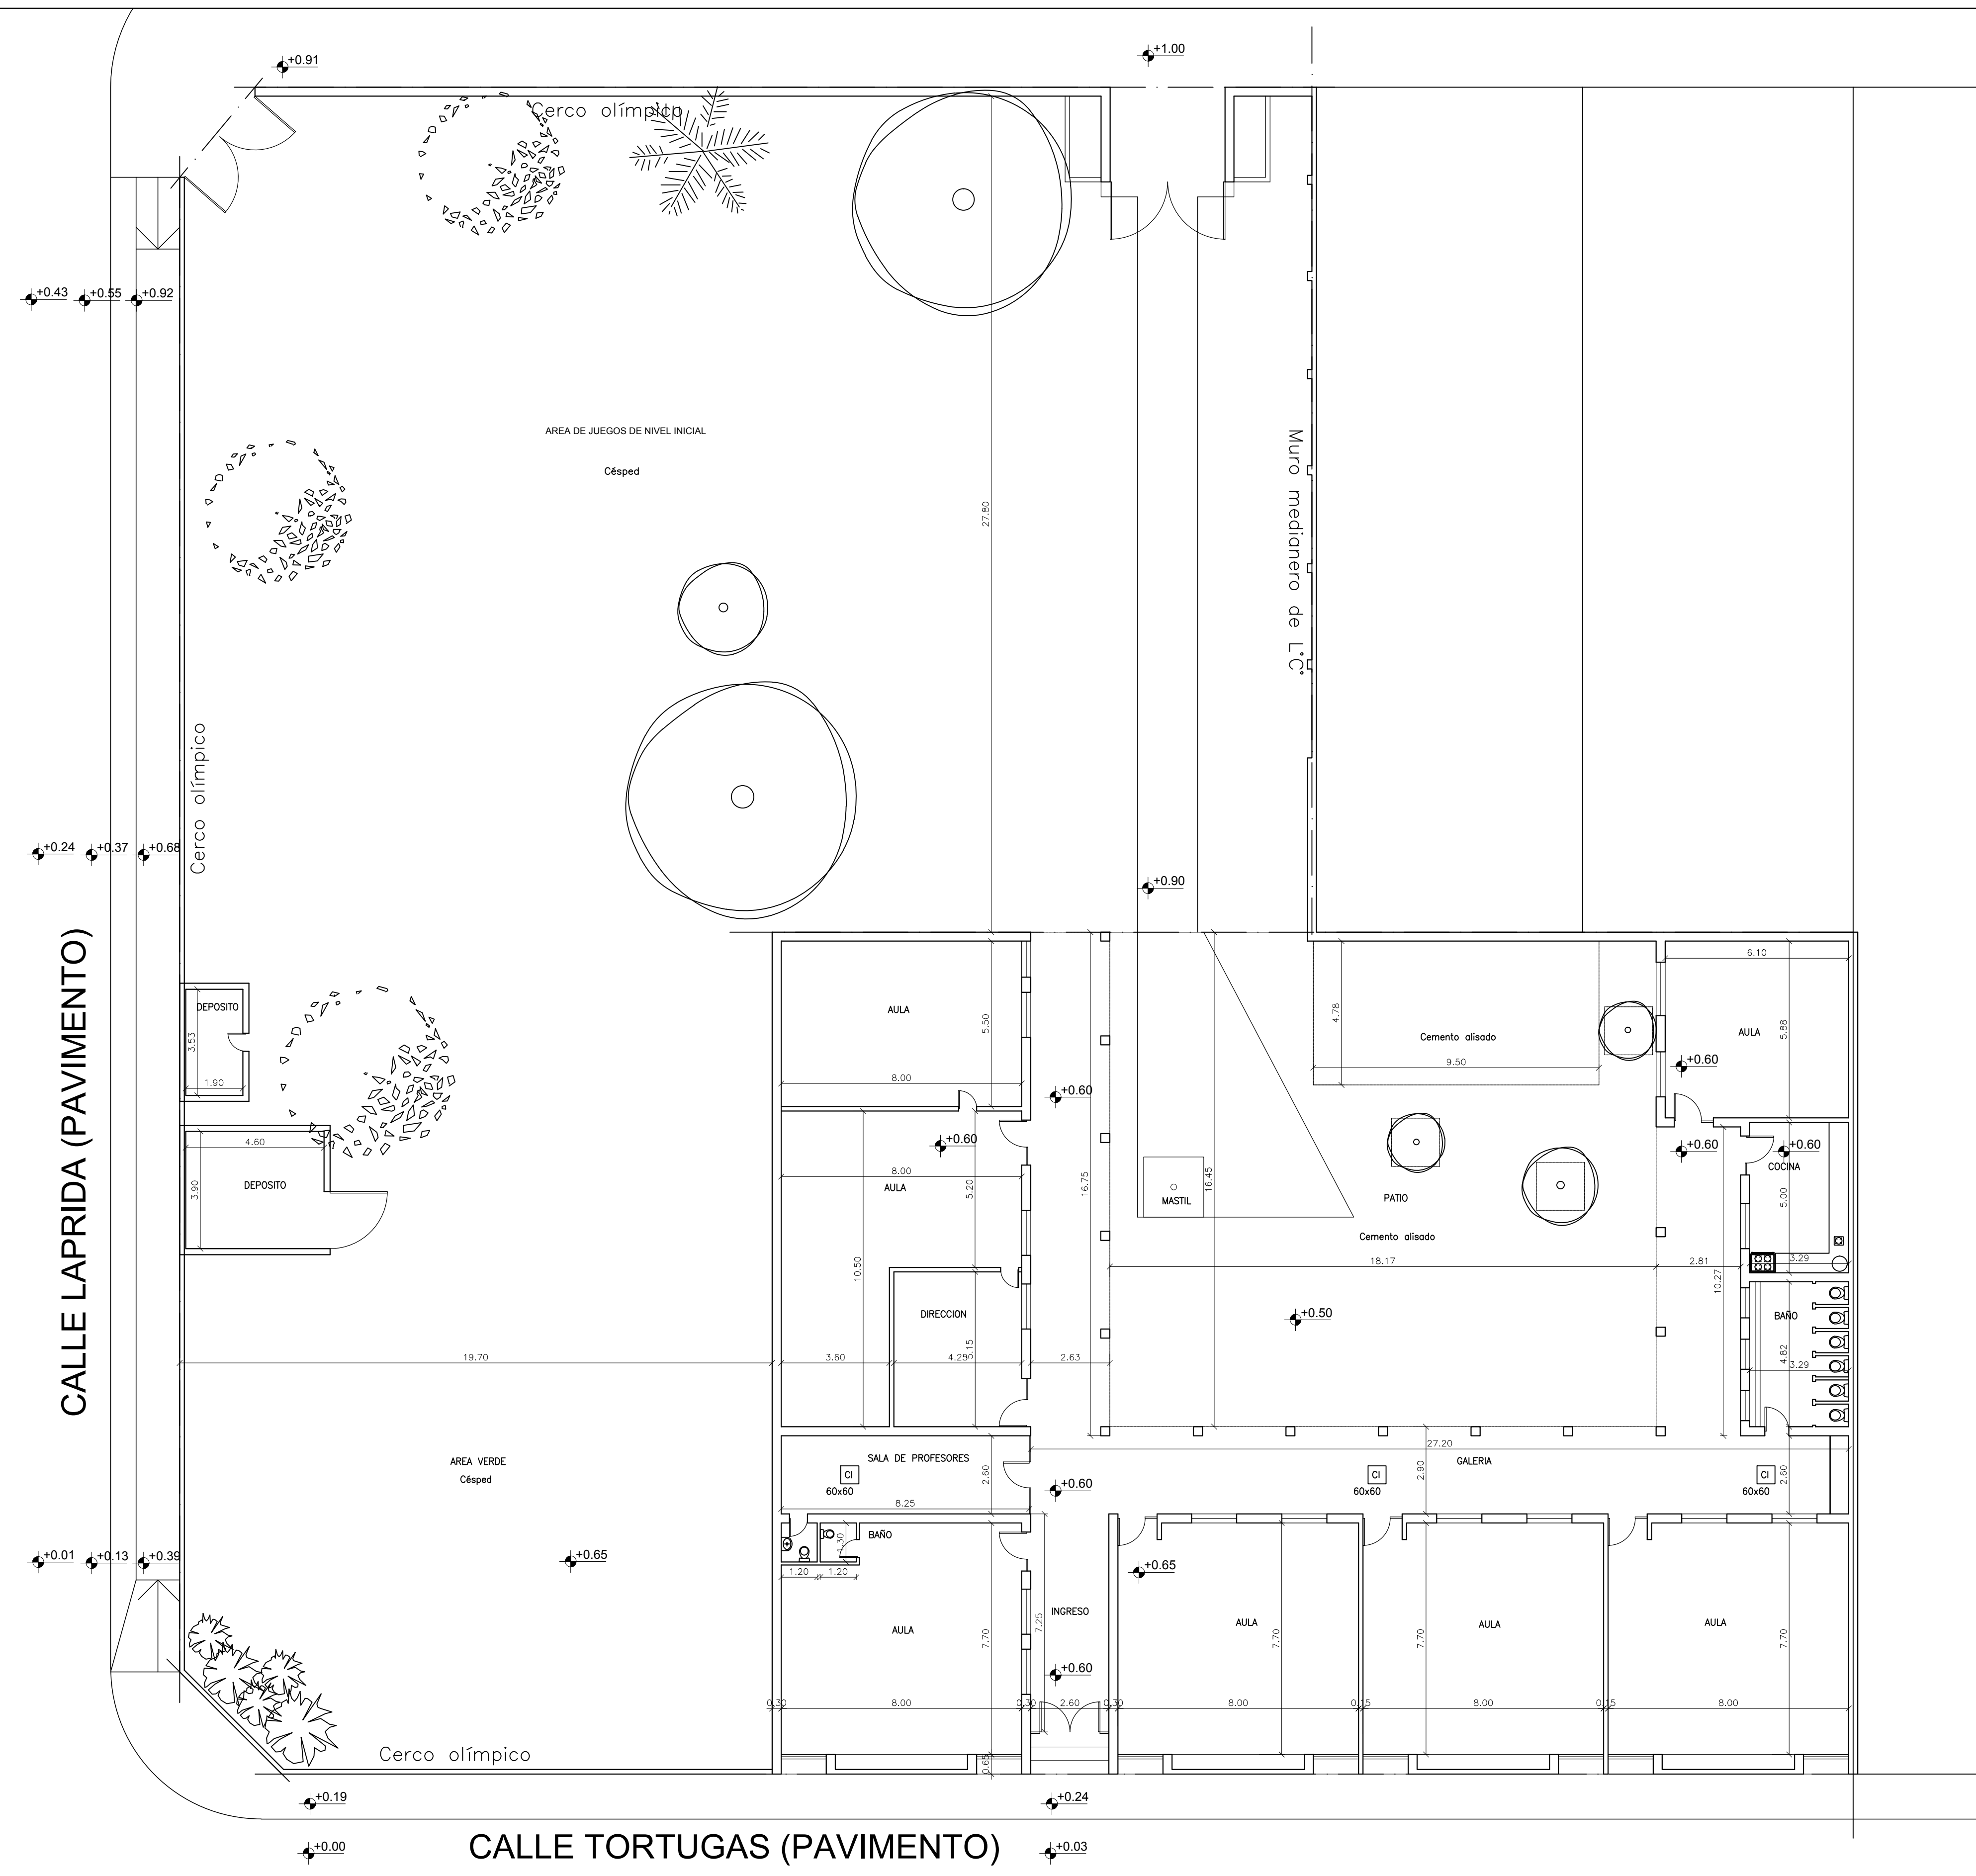 +0.91
+1.00
Cerco olímpico
+0.43
+0.55
+0.92
AREA DE JUEGOS DE NIVEL INICIAL
Césped
27.80
Muro medianero de L°C°
Cerco olímpico
+0.24
+0.37
+0.68
+0.90
CALLE LAPRIDA (PAVIMENTO)
DEPOSITO
3.53
1.90
4.60
3.90
DEPOSITO
AULA
5.50
8.00
+0.60
+0.60
8.00
AULA
5.20
10.50
16.75
16.45
MASTIL
4.78
Cemento alisado
9.50
PATIO
Cemento alisado
18.17
2.81
+0.50
6.10
AULA
5.88
+0.60
+0.60
+0.60
COCINA
5.00
3.29
10.27
BAÑO
4.82
3.29
DIRECCION
5.15
19.70
3.60
4.25
2.63
27.20
AREA VERDE
Césped
SALA DE PROFESORES
CI
60x60
2.60
8.25
+0.60
CI
60x60
2.90
GALERIA
CI
60x60
2.60
+0.01
+0.13
+0.39
+0.65
1.30
BAÑO
1.20
1.20
AULA
7.70
INGRESO
7.25
+0.60
+0.65
AULA
7.70
7.70
AULA
AULA
7.70
0.30
8.00
0.30
2.60
0.30
8.00
0.15
8.00
0.15
8.00
0.65
Cerco olímpico
+0.19
+0.24
+0.00
CALLE TORTUGAS (PAVIMENTO)
+0.03